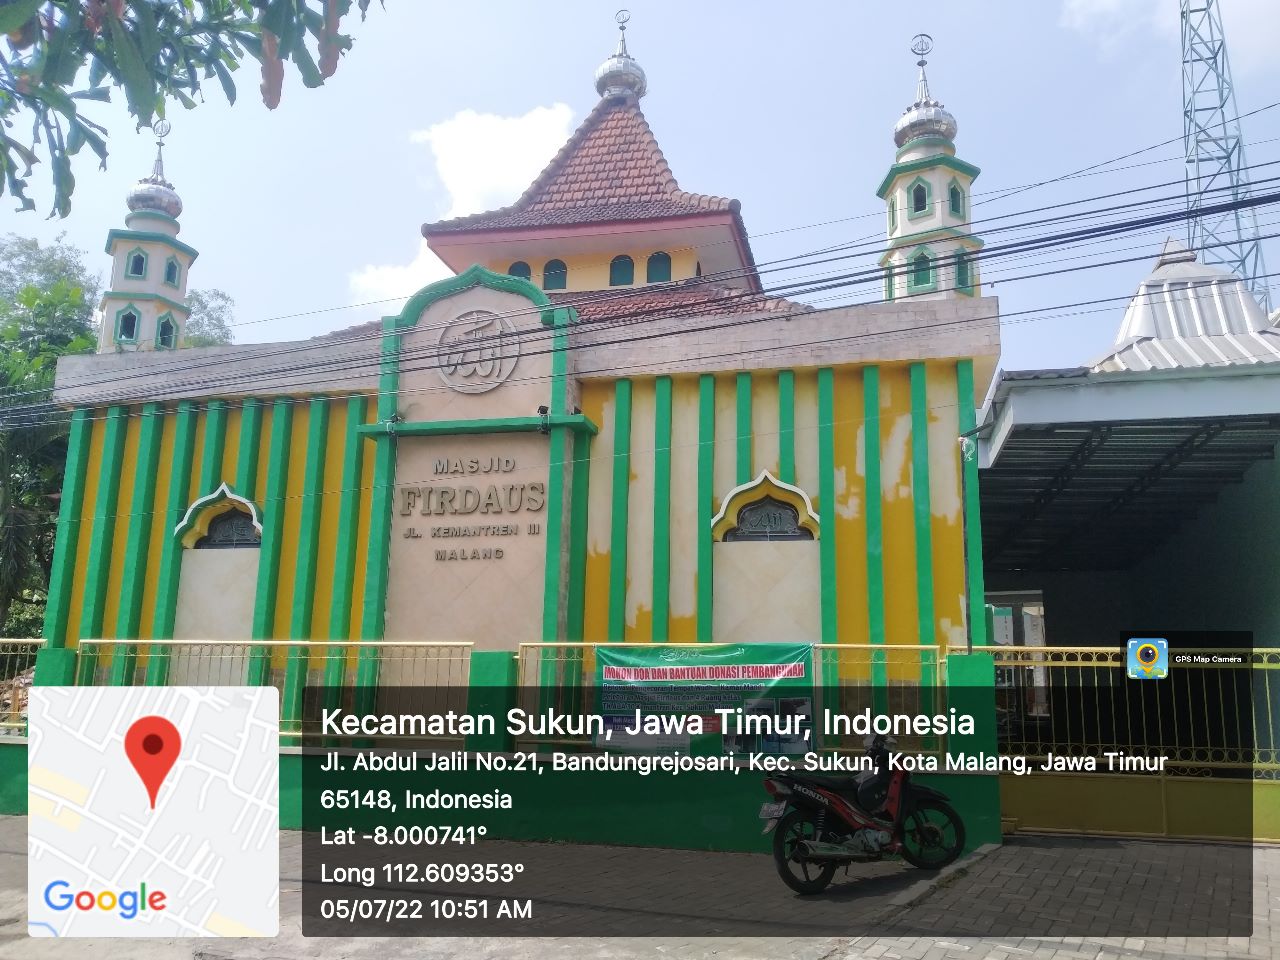 MASJID
FIRDAUS
JL. KEMANTREN III
MALANG
MOHON DOA DAN BANTUAN DONASI PEMBANGUNAN
HONDA
GPS Map Camera
Google
Kecamatan Sukun, Jawa Timur, Indonesia
Jl. Abdul Jalil No.21, Bandungrejosari, Kec. Sukun, Kota Malang, Jawa Timur
65148, Indonesia
Lat -8.000741°
Long 112.609353°
05/07/22 10:51 AM